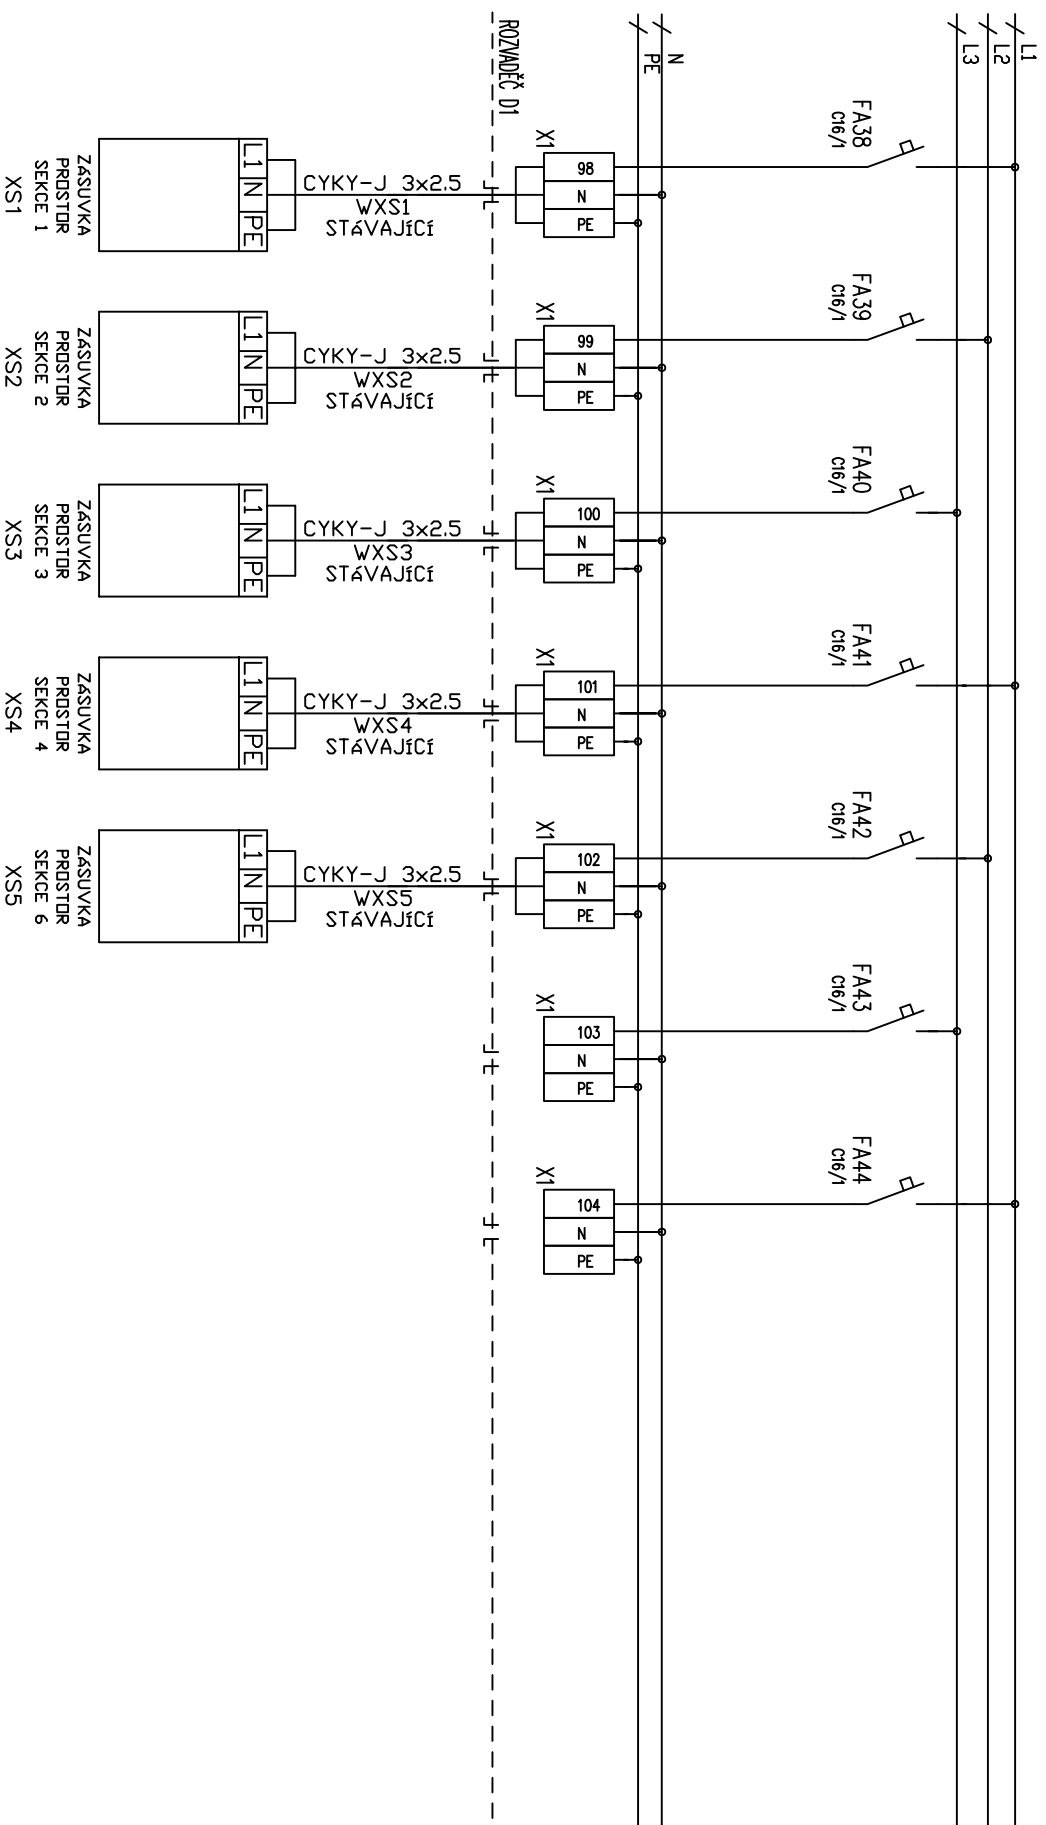 L1
L2
L3
N
PE
FA38
C16/1
FA39
C16/1
FA40
C16/1
FA41
C16/1
FA42
C16/1
FA43
C16/1
FA44
C16/1
ROZVADĚČ D1
X1
98
N
PE
X1
99
N
PE
X1
100
N
PE
X1
101
N
PE
X1
102
N
PE
X1
103
N
PE
X1
104
N
PE
CYKY-J 3x2.5
WXS1
STÁVAJÍCÍ
CYKY-J 3x2.5
WXS2
STÁVAJÍCÍ
CYKY-J 3x2.5
WXS3
STÁVAJÍCÍ
CYKY-J 3x2.5
WXS4
STÁVAJÍCÍ
CYKY-J 3x2.5
WXS5
STÁVAJÍCÍ
L1 N PE
L1 N PE
L1 N PE
L1 N PE
L1 N PE
ZÁSUVKA
PROSTOR
SEKCE 1
XS1
ZÁSUVKA
PROSTOR
SEKCE 2
XS2
ZÁSUVKA
PROSTOR
SEKCE 3
XS3
ZÁSUVKA
PROSTOR
SEKCE 4
XS4
ZÁSUVKA
PROSTOR
SEKCE 6
XS5